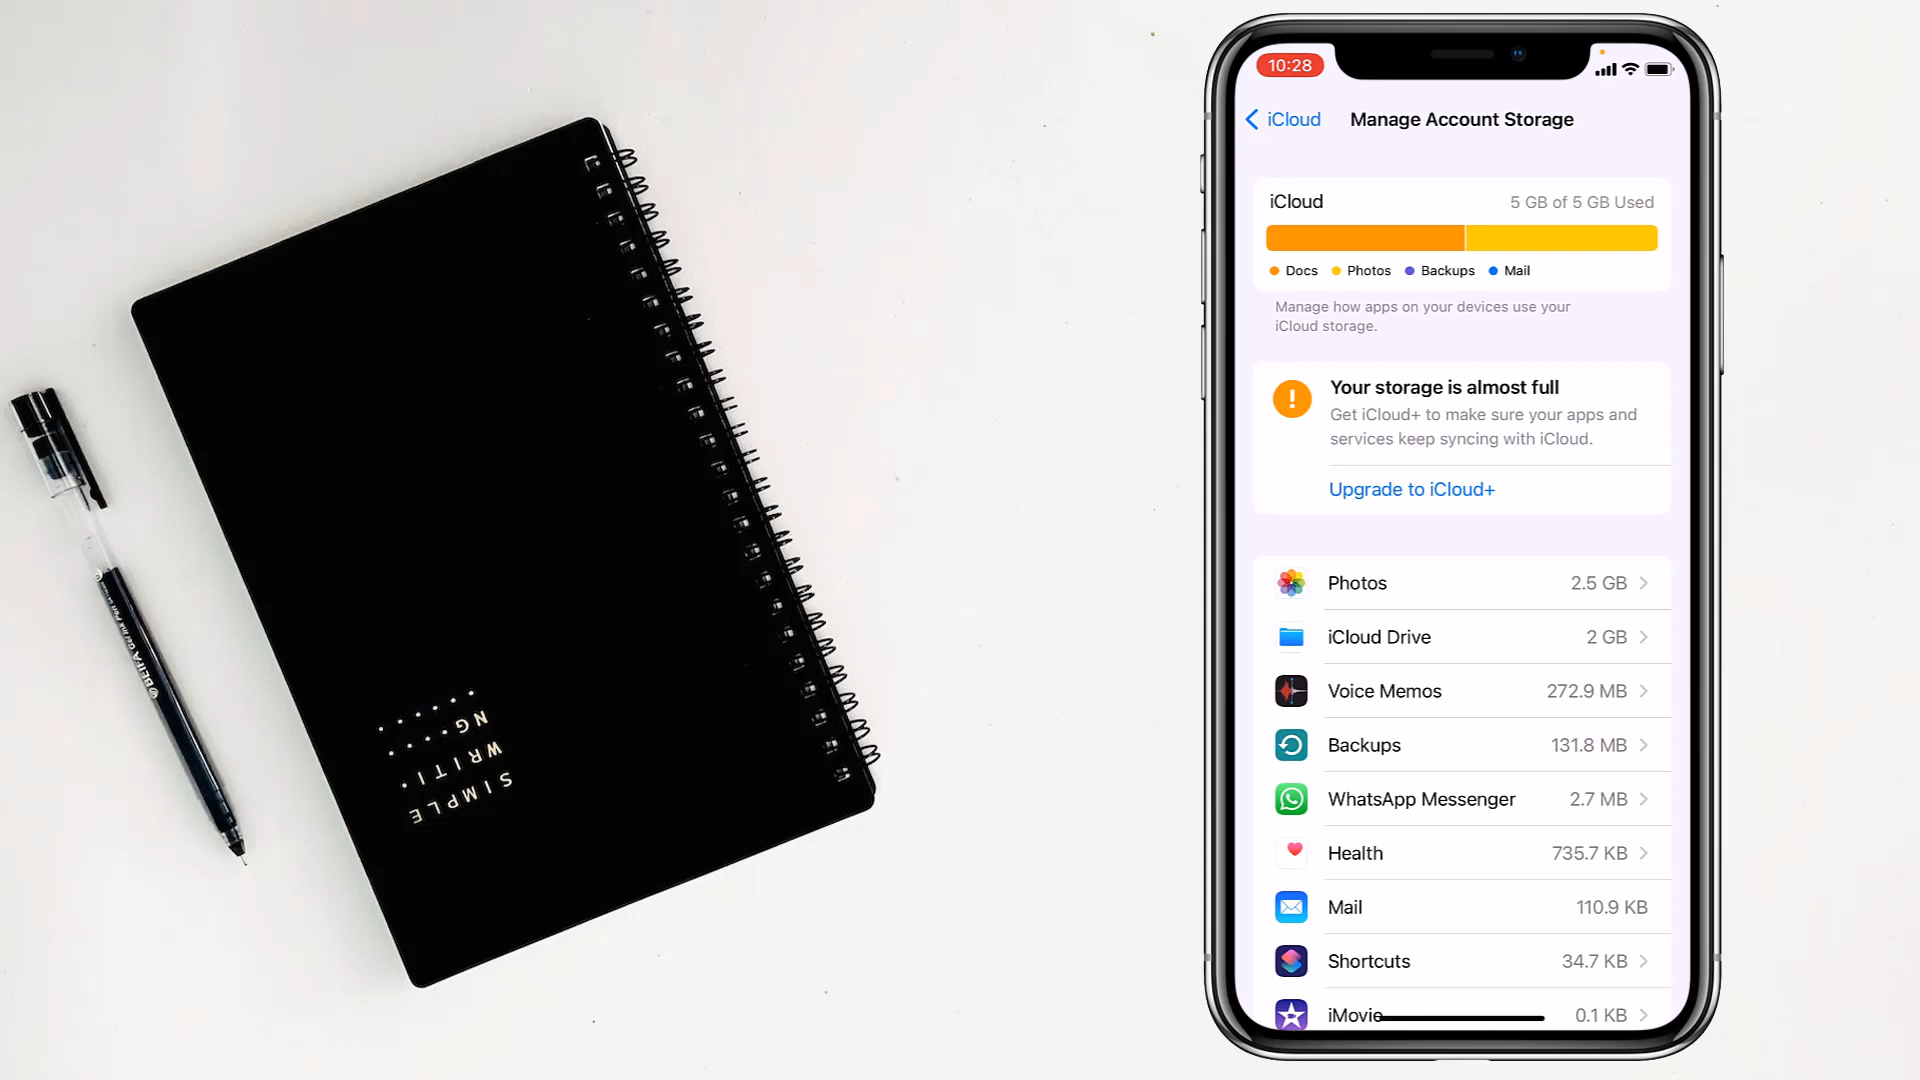 SIMPLE
WRITI
NG
10:28
iCloud
Manage Account Storage
iCloud
5 GB of 5 GB Used
Docs
Photos
Backups
Mail
Manage how apps on your devices use your
iCloud storage.
Your storage is almost full
Get iCloud+ to make sure your apps and
services keep syncing with iCloud.
Upgrade to iCloud+
Photos 2.5 GB
iCloud Drive 2 GB
Voice Memos 272.9 MB
Backups 131.8 MB
WhatsApp Messenger 2.7 MB
Health 735.7 KB
Mail 110.9 KB
Shortcuts 34.7 KB
iMovie 0.1 KB